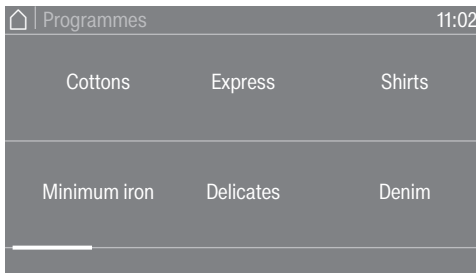 Programmes 11:02
Cottons Express Shirts
Minimum iron Delicates Denim